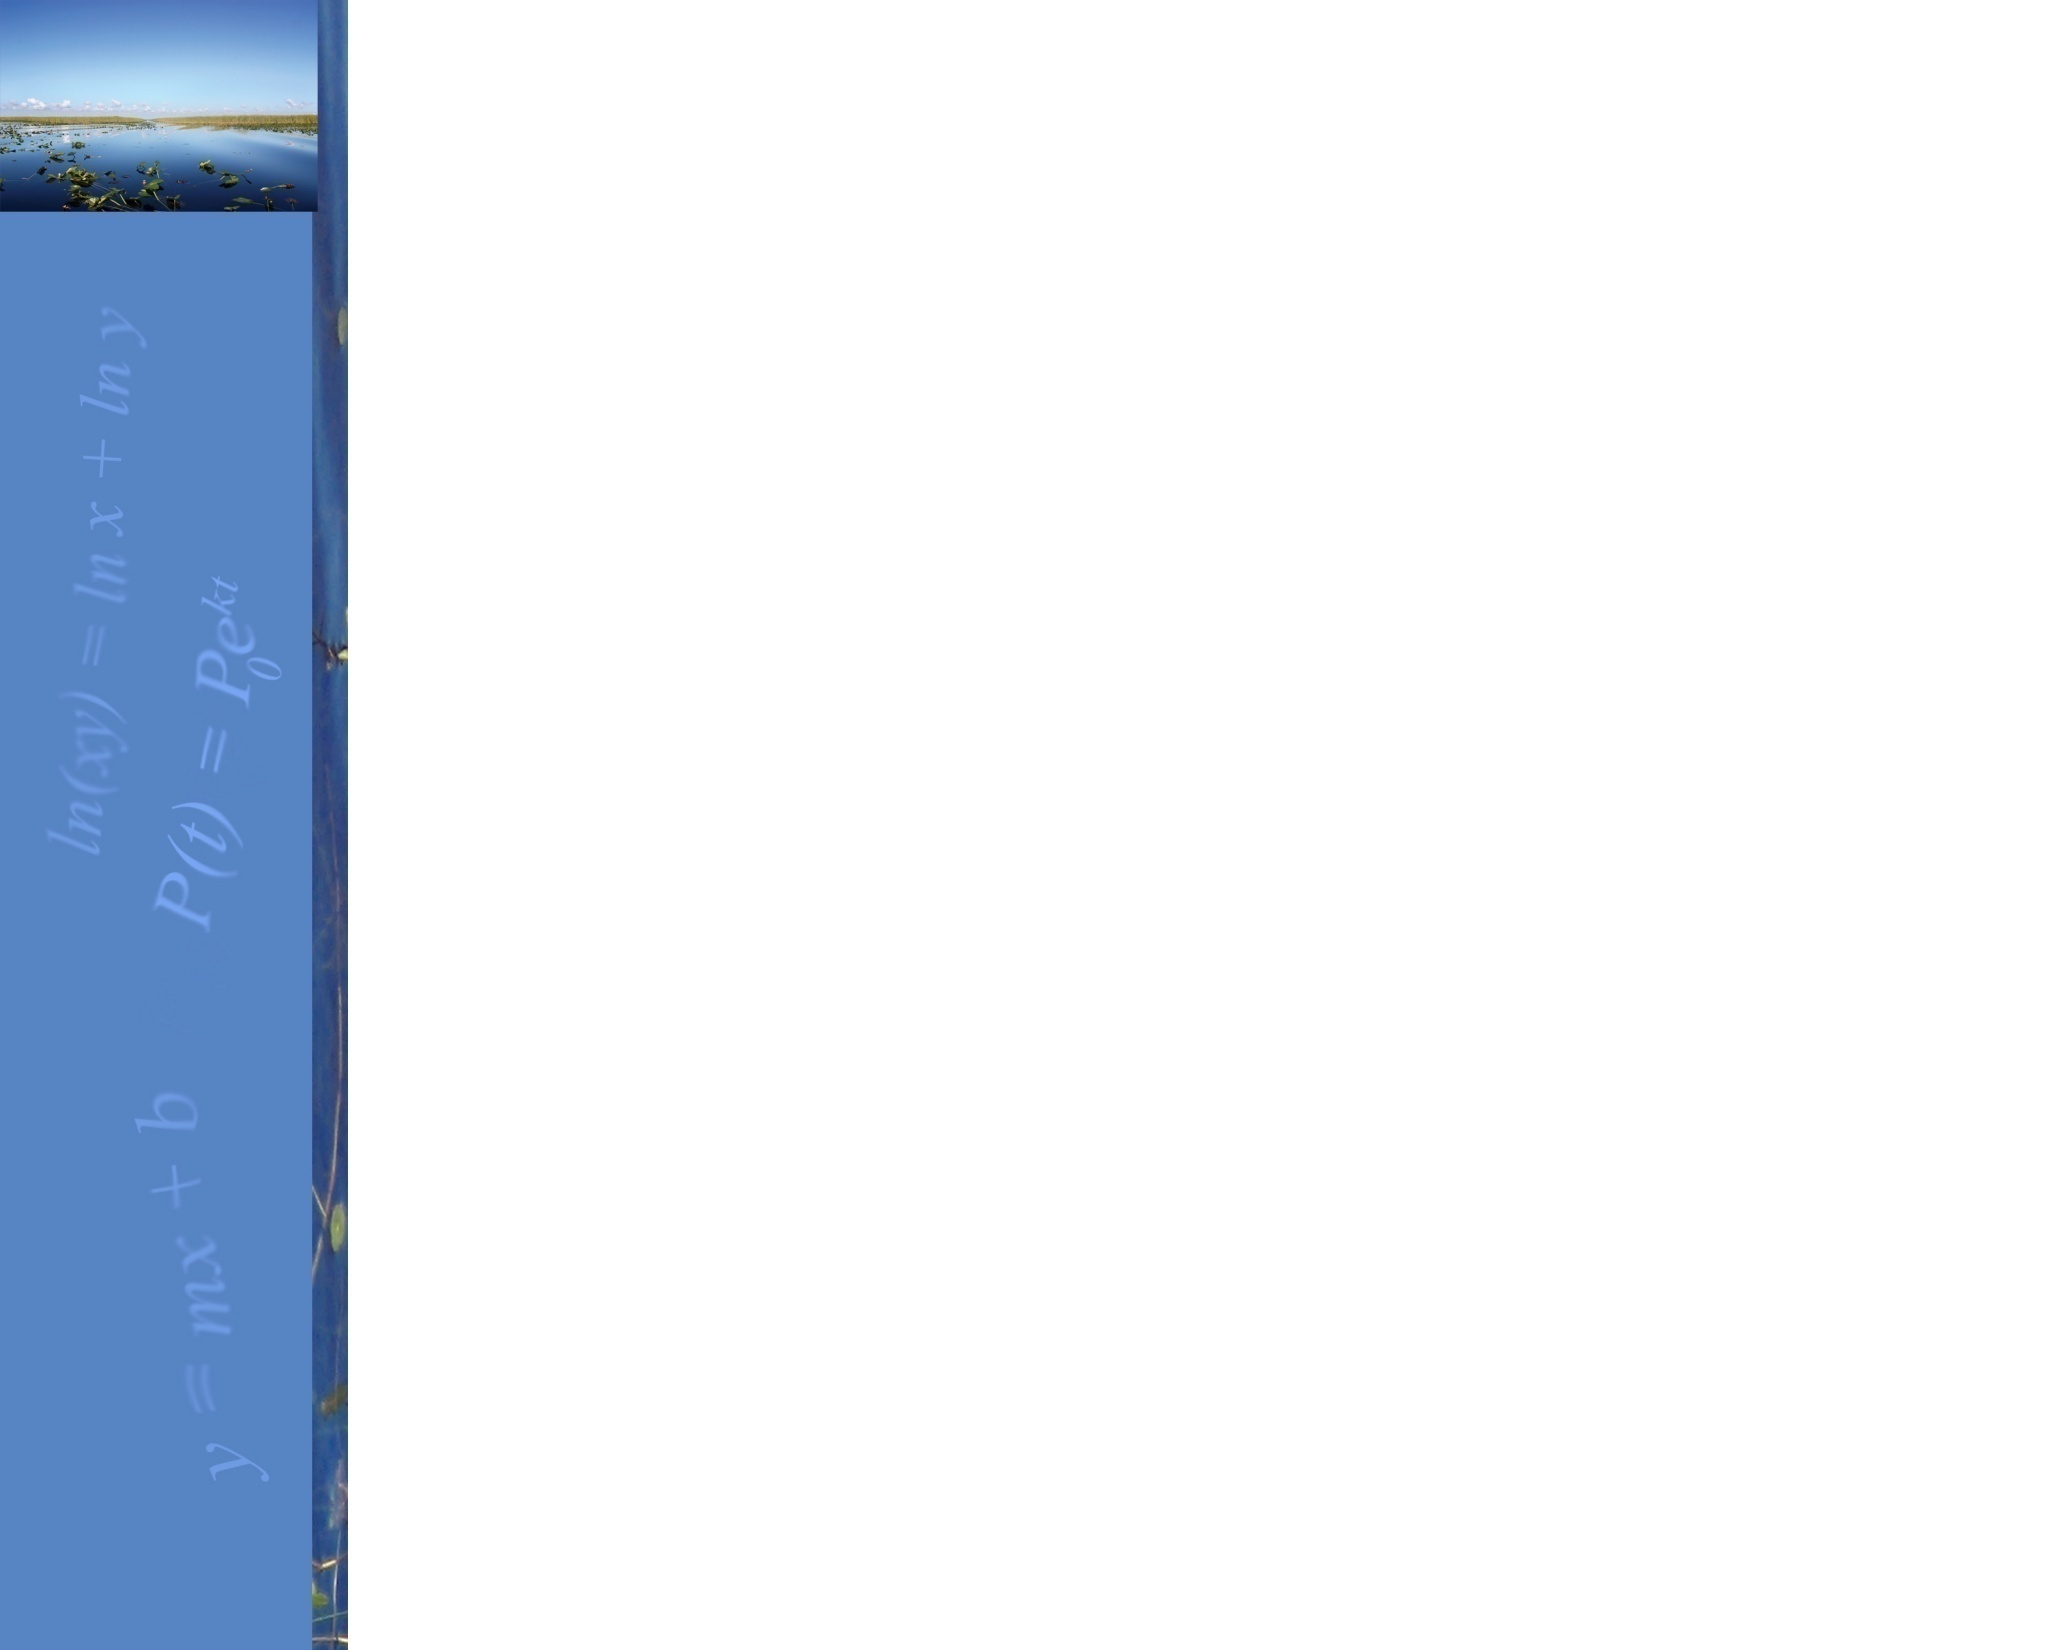 ln(xy) = ln x + ln y
P(t) = P₀eᵏᵗ
y = mx + b